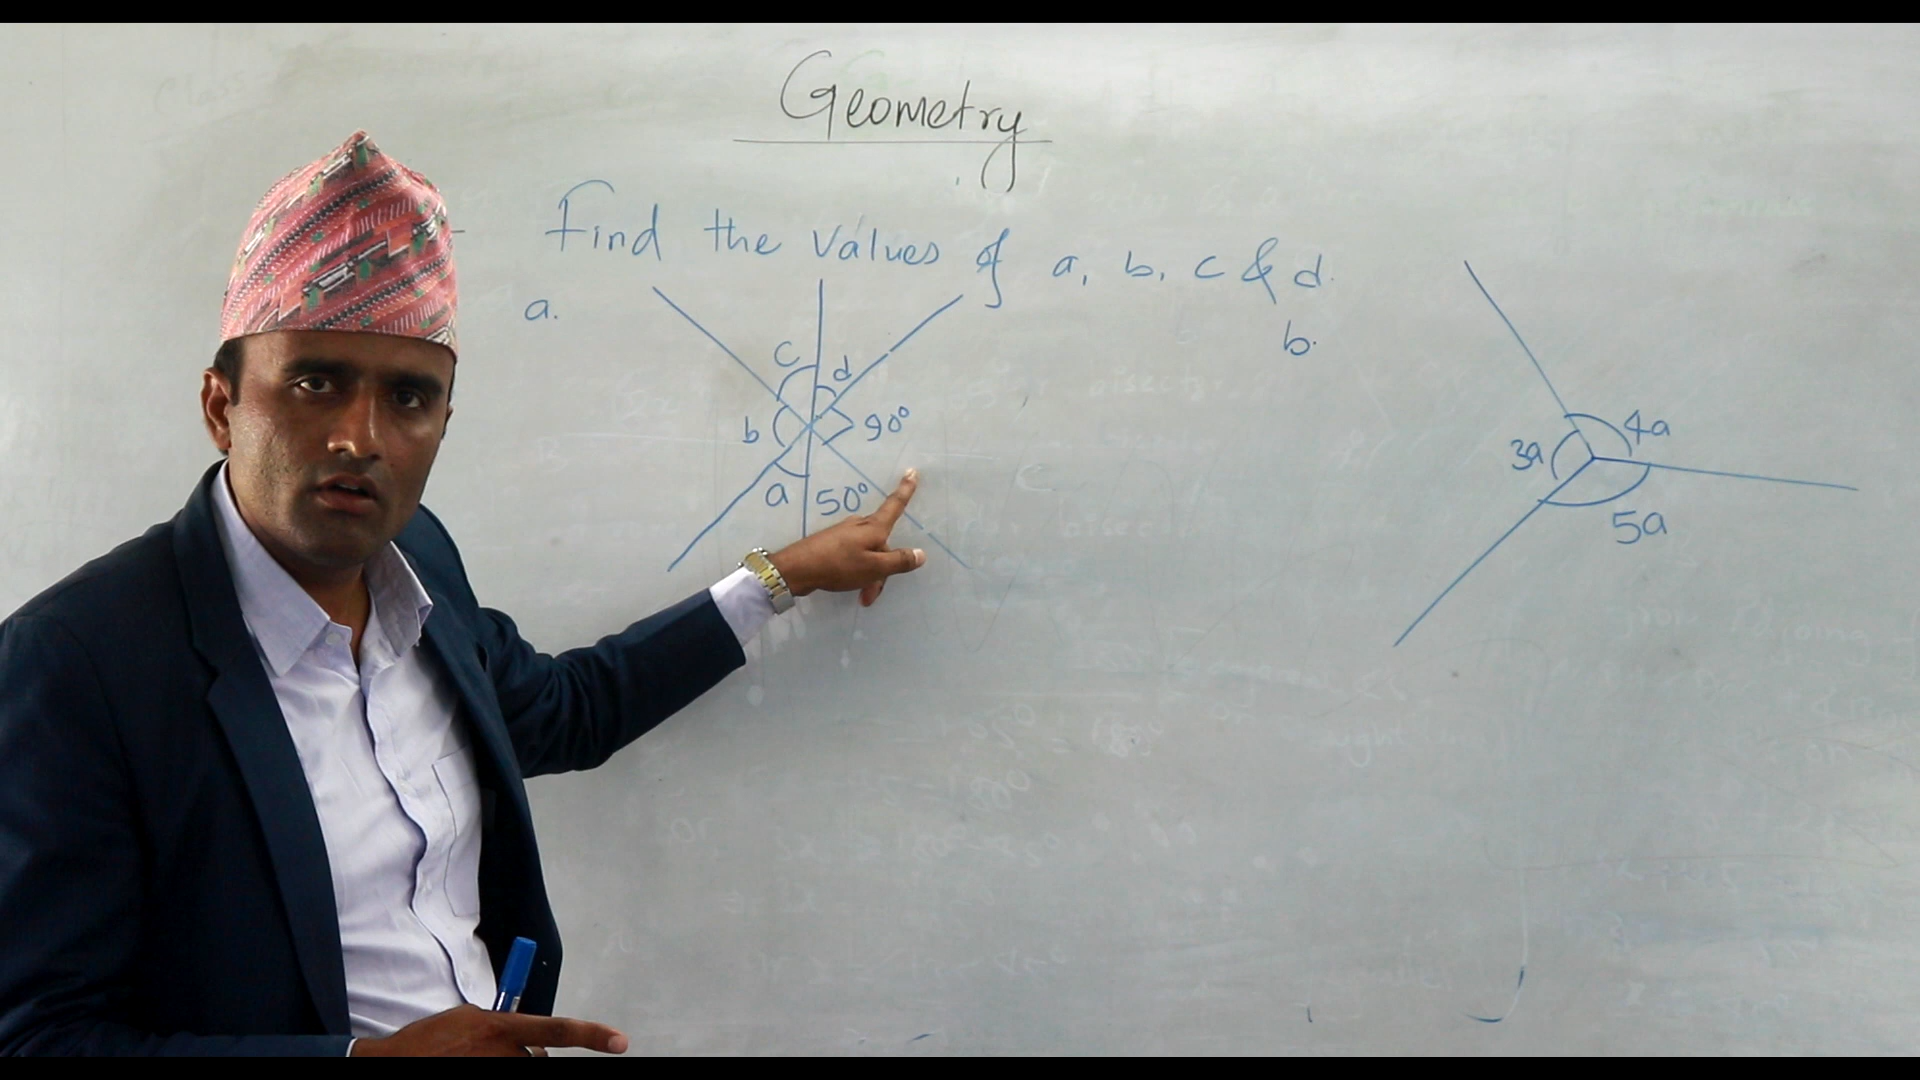 Geometry
Find the values of a, b, c & d.
a.
b.
c
d
b
90°
a
50°
4a
3a
5a